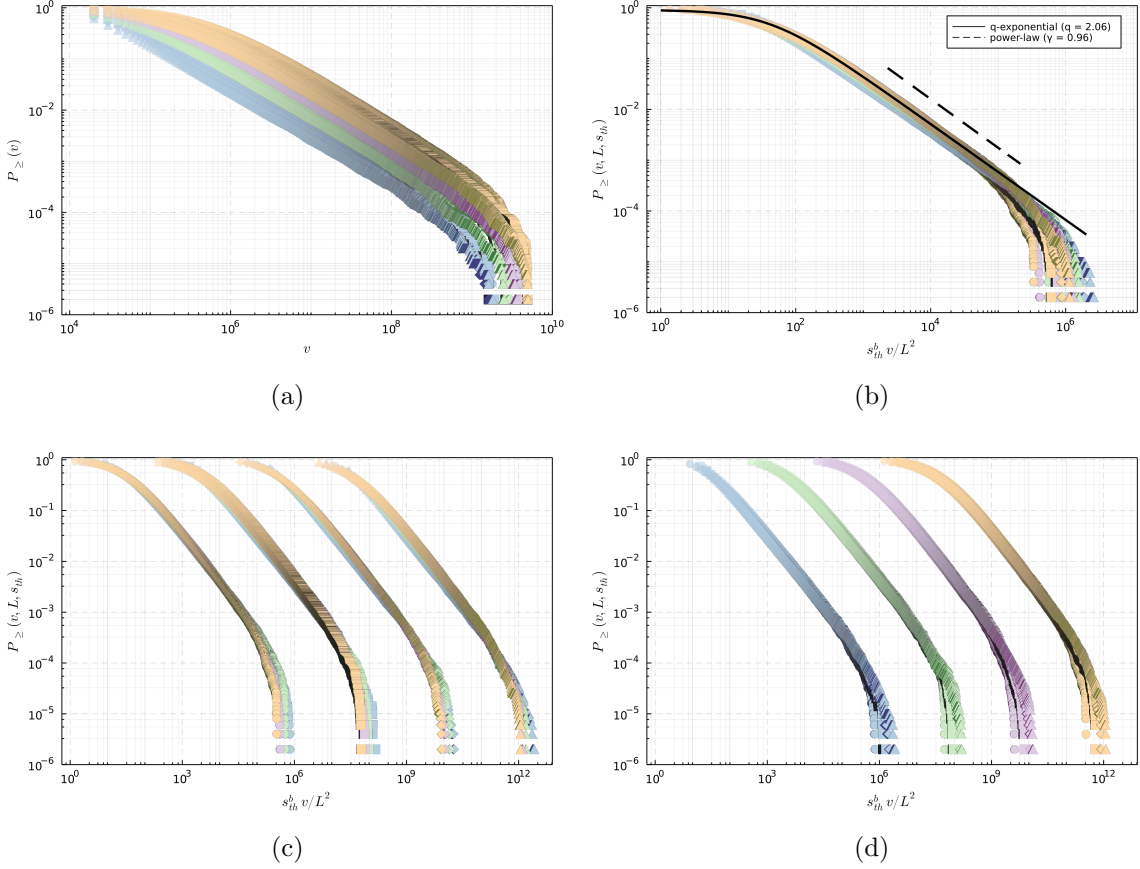 10^0
10^-2
10^-4
10^-6
10^4
10^6
10^8
10^10
P_≥(v)
v
(a)
10^0
10^-2
10^-4
10^-6
10^0
10^2
10^4
10^6
P_≥(v, L, s_th)
s_th^b v/L^2
q-exponential (q = 2.06)
power-law (γ = 0.96)
(b)
10^0
10^-1
10^-2
10^-3
10^-4
10^-5
10^-6
10^0
10^3
10^6
10^9
10^12
P_≥(v, L, s_th)
s_th^b v/L^2
(c)
10^0
10^-1
10^-2
10^-3
10^-4
10^-5
10^-6
10^0
10^3
10^6
10^9
10^12
P_≥(v, L, s_th)
s_th^b v/L^2
(d)